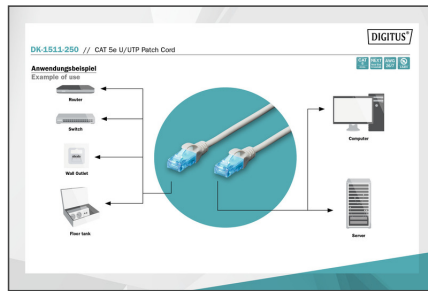 DIGITUS®
DK-1511-250 // CAT 5e U/UTP Patch Cord
Anwendungsbeispiel
Example of use
Router
Switch
Wall Outlet
Floor tank
Computer
Server